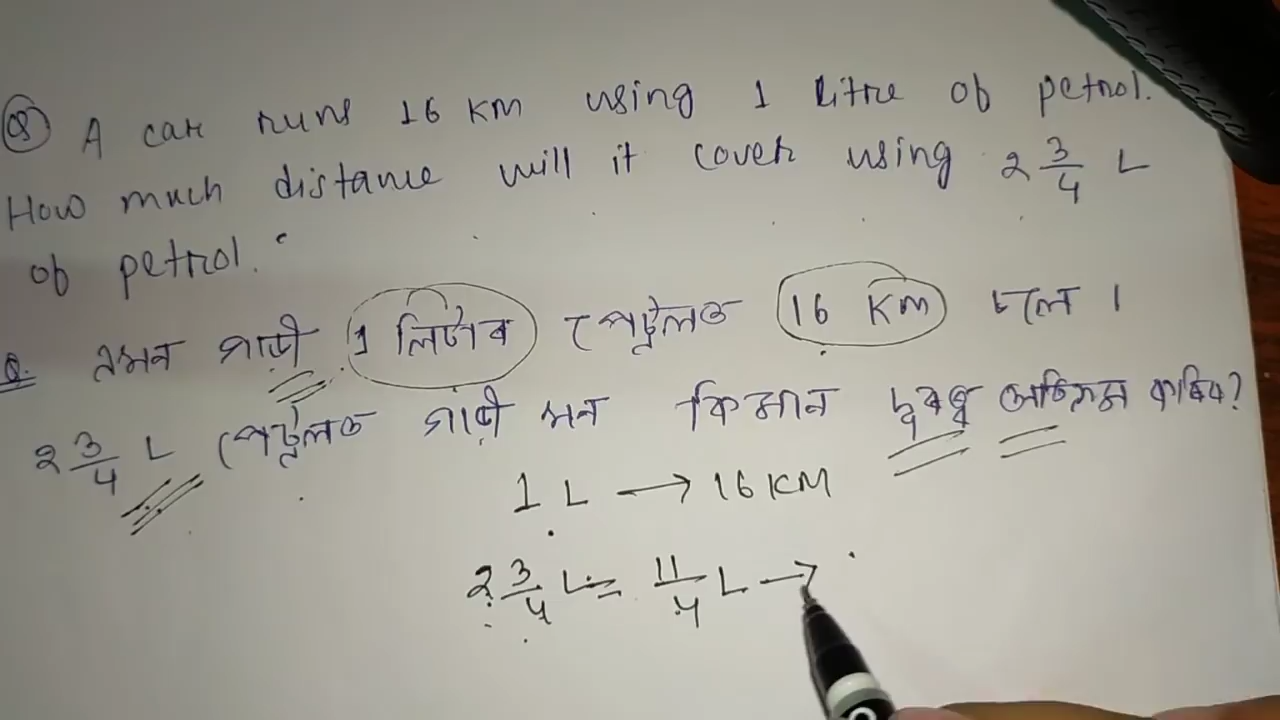 Q A car runs 16 KM using 1 litre of petrol.
How much distance will it cover using 2 3/4 L
of petrol.
Q. এখন গাড়ী 1 লিটাৰ পেট্ৰোলত 16 KM চলে ।
2 3/4 L পেট্ৰোলত গাড়ী খন কিমান দূৰত্ব অতিক্ৰম কৰিব?
1 L → 16 KM
2 3/4 L = 11/4 L →